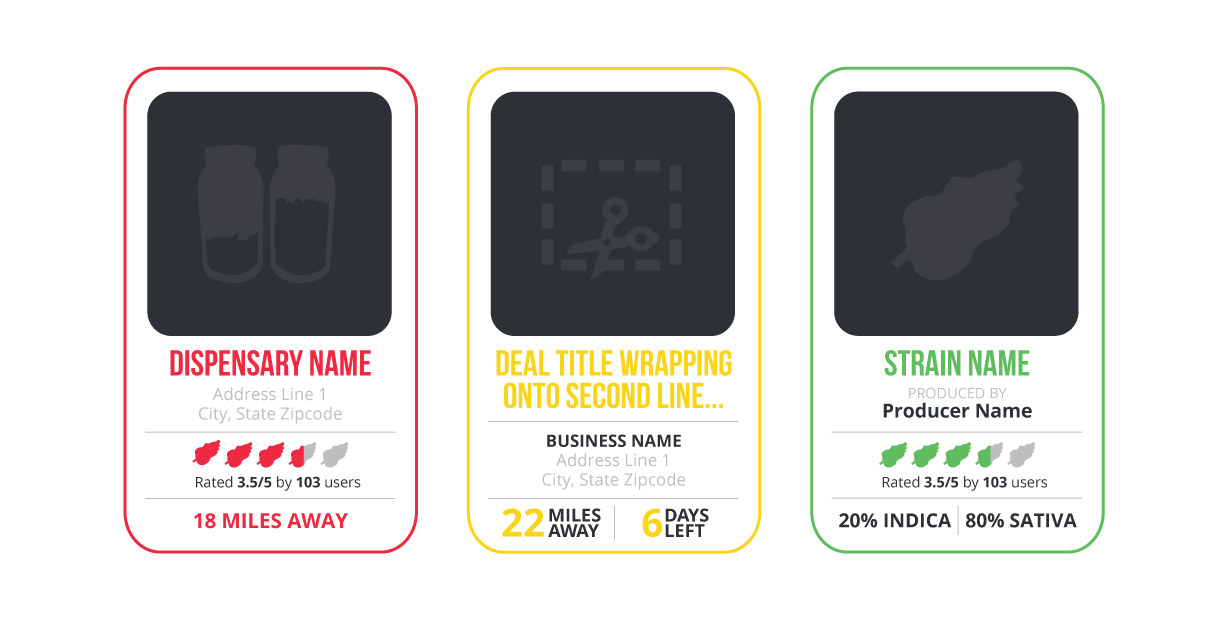 DISPENSARY NAME
Address Line 1
City, State Zipcode
Rated 3.5/5 by 103 users
18 MILES AWAY
DEAL TITLE WRAPPING
ONTO SECOND LINE...
BUSINESS NAME
Address Line 1
City, State Zipcode
22 MILES AWAY
6 DAYS LEFT
STRAIN NAME
PRODUCED BY
Producer Name
Rated 3.5/5 by 103 users
20% INDICA
80% SATIVA